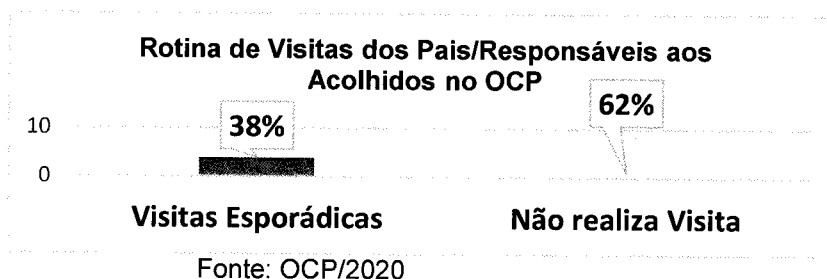 Rotina de Visitas dos Pais/Responsáveis aos
Acolhidos no OCP
62%
38%
10
0
Visitas Esporádicas Não realiza Visita
Fonte: OCP/2020